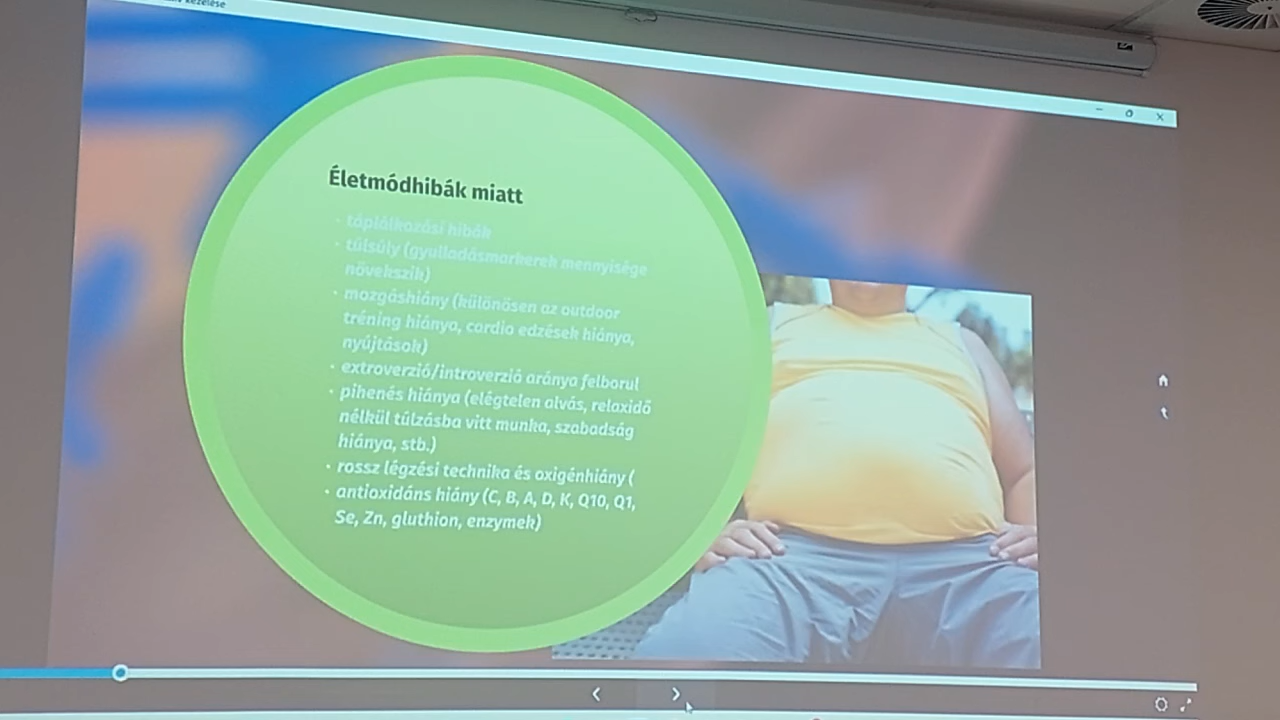 kezelése
Életmódhibák miatt
• táplálkozási hibák
• túlsúly (gyulladásmarkerek mennyisége
növekszik)
• mozgáshiány (különösen az outdoor
tréning hiánya, cardio edzések hiánya,
nyújtások)
• extroverzió/introverzió aránya felborul
• pihenés hiánya (elégtelen alvás, relaxidő
nélkül túlzásba vitt munka, szabadság
hiánya, stb.)
• rossz légzési technika és oxigénhiány (
• antioxidáns hiány (C, B, A, D, K, Q10, Q1,
Se, Zn, gluthion, enzymek)